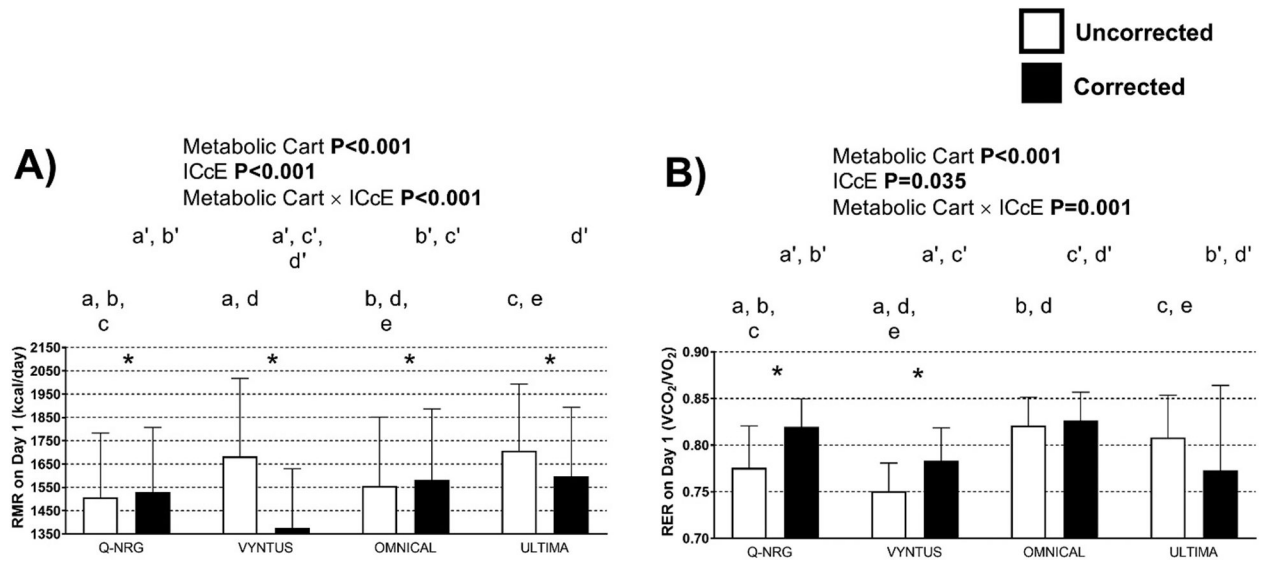 Uncorrected
Corrected
A)
Metabolic Cart P<0.001
ICcE P<0.001
Metabolic Cart × ICcE P<0.001
a', b'
a', c',
d'
b', c'
d'
a, b,
c
a, d
b, d,
e
c, e
*
*
*
*
RMR on Day 1 (kcal/day)
2150
2050
1950
1850
1750
1650
1550
1450
1350
Q-NRG
VYNTUS
OMNICAL
ULTIMA
B)
Metabolic Cart P<0.001
ICcE P=0.035
Metabolic Cart × ICcE P=0.001
a', b'
a', c'
c', d'
b', d'
a, b,
c
a, d,
e
b, d
c, e
*
*
RER on Day 1 (VCO₂/VO₂)
0.90
0.85
0.80
0.75
0.70
Q-NRG
VYNTUS
OMNICAL
ULTIMA